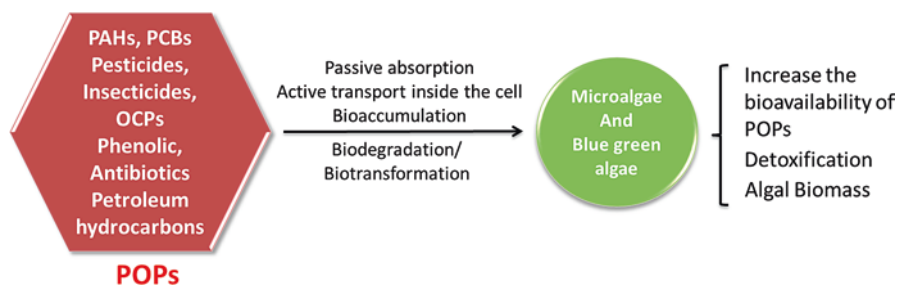 PAHs, PCBs
Pesticides,
Insecticides,
OCPs
Phenolic,
Antibiotics
Petroleum
hydrocarbons
POPs
Passive absorption
Active transport inside the cell
Bioaccumulation
Biodegradation/
Biotransformation
Microalgae
And
Blue green
algae
Increase the
bioavailability of
POPs
Detoxification
Algal Biomass